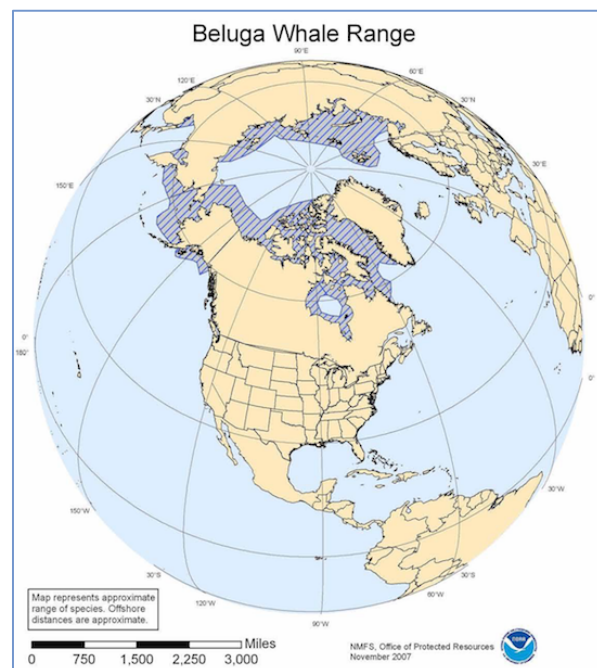 Beluga Whale Range
90°E
120°E
60°E
30°N
30°N
150°E
30°E
0°
180°
0°
0°
150°W
30°W
30°S
30°S
120°W
60°W
90°W
Map represents approximate
range of species. Offshore
distances are approximate.
Miles
0 750 1,500 2,250 3,000
NMFS, Office of Protected Resources
November 2007
NOAA